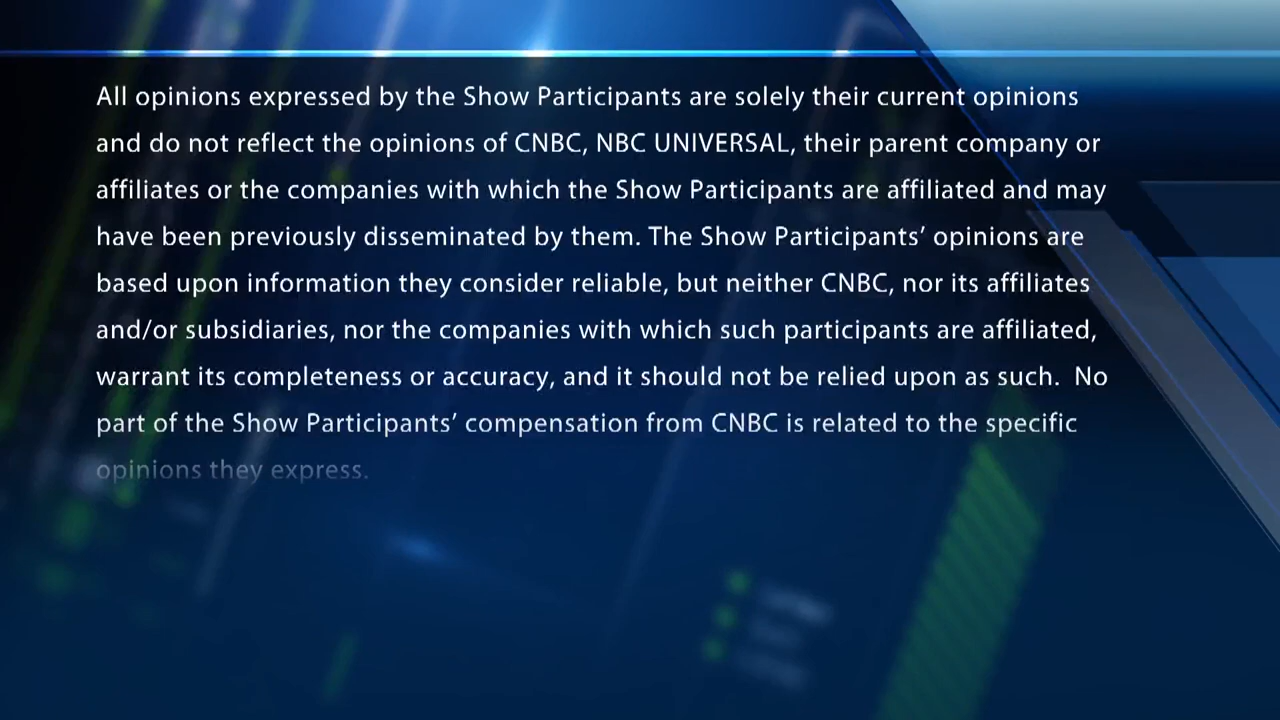 All opinions expressed by the Show Participants are solely their current opinions
and do not reflect the opinions of CNBC, NBC UNIVERSAL, their parent company or
affiliates or the companies with which the Show Participants are affiliated and may
have been previously disseminated by them. The Show Participants’ opinions are
based upon information they consider reliable, but neither CNBC, nor its affiliates
and/or subsidiaries, nor the companies with which such participants are affiliated,
warrant its completeness or accuracy, and it should not be relied upon as such.  No
part of the Show Participants’ compensation from CNBC is related to the specific
opinions they express.